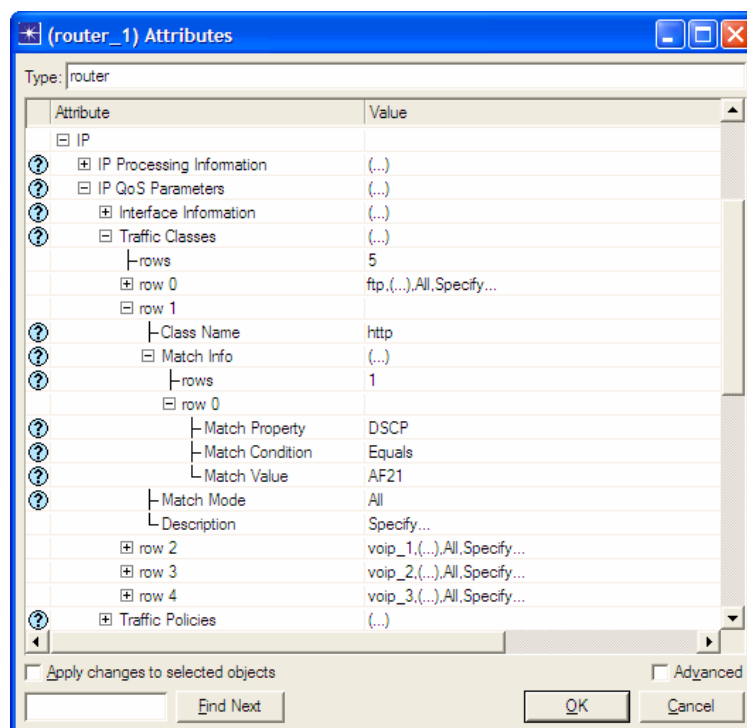 (router_1) Attributes
Type: router
Attribute Value
IP
IP Processing Information (...)
IP QoS Parameters (...)
Interface Information (...)
Traffic Classes (...)
rows 5
row 0 ftp,(...),All,Specify...
row 1
Class Name http
Match Info (...)
rows 1
row 0
Match Property DSCP
Match Condition Equals
Match Value AF21
Match Mode All
Description Specify...
row 2 voip_1,(...),All,Specify...
row 3 voip_2,(...),All,Specify...
row 4 voip_3,(...),All,Specify...
Traffic Policies (...)
Apply changes to selected objects Advanced
Find Next OK Cancel